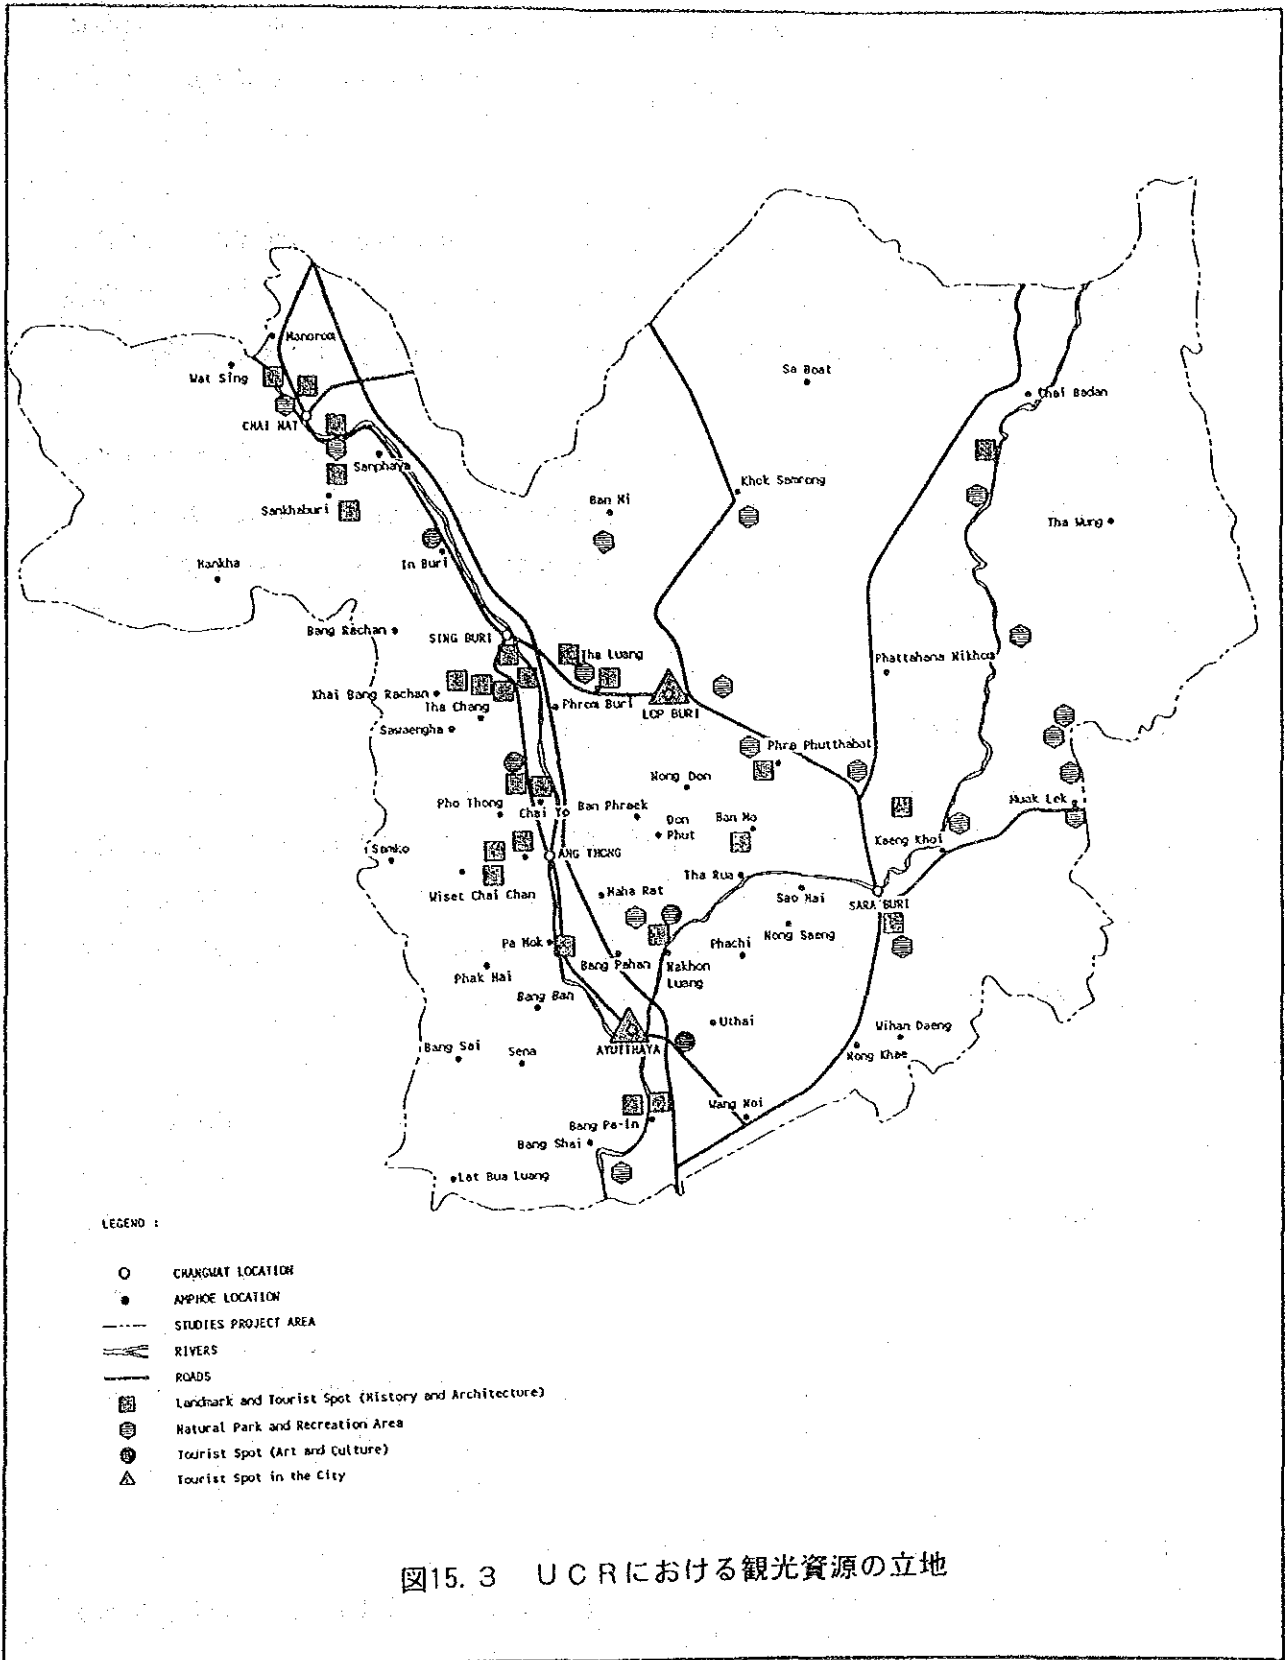 Manorom
Wat Sing
Sa Boat
Chai Badan
CHAI NAT
Sanphaya
Khok Samrong
Sankhaburi
Ban Mi
Tha Wung
In Buri
Hankha
Bang Rachan
SING BURI
Tha Luang
Phattahana Nikhom
Khai Bang Rachan
Tha Chang
Phrom Buri
LOP BURI
Sawaengha
Phra Phutthabat
Nong Don
Muak Lek
Pho Thong
Chai Yo
Ban Phraek
Don
Phut
Ban Mo
Kaeng Khoi
Samko
ANG THONG
Wiset Chai Chan
Maha Rat
Tha Rua
Sao Hai
SARA BURI
Nong Saeng
Pa Mok
Bang Pahan
Phachi
Nakhon
Luang
Phak Hai
Bang Ban
Uthai
Wihan Daeng
Bang Sai
Sena
AYUTTHAYA
Nong Khae
Wang Noi
Bang Pa-in
Bang Shai
Lat Bua Luang
LEGEND :
CHANGWAT LOCATION
AMPHOE LOCATION
STUDIES PROJECT AREA
RIVERS
ROADS
Landmark and Tourist Spot (History and Architecture)
Natural Park and Recreation Area
Tourist Spot (Art and Culture)
Tourist Spot in the City
図15.3 UCRにおける観光資源の立地